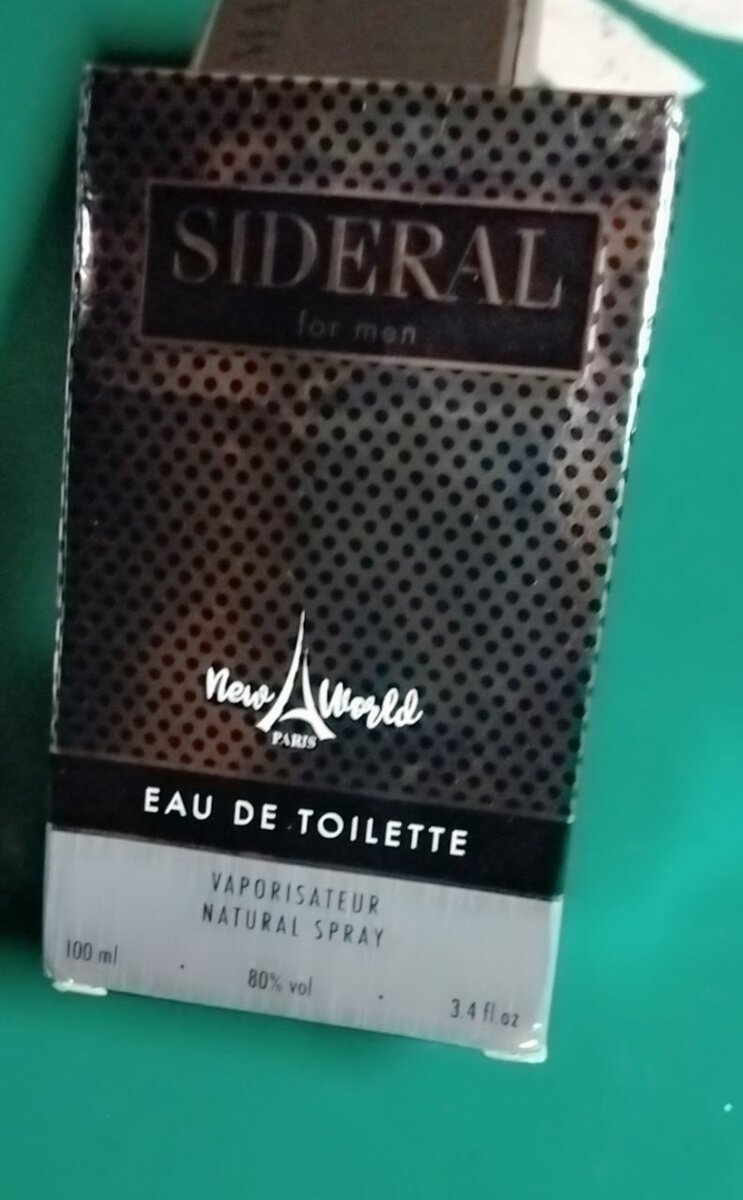 MA
SIDERAL
for men
New World
PARIS
EAU DE TOILETTE
VAPORISATEUR
NATURAL SPRAY
100 ml . 80% vol . 3.4 fl.oz